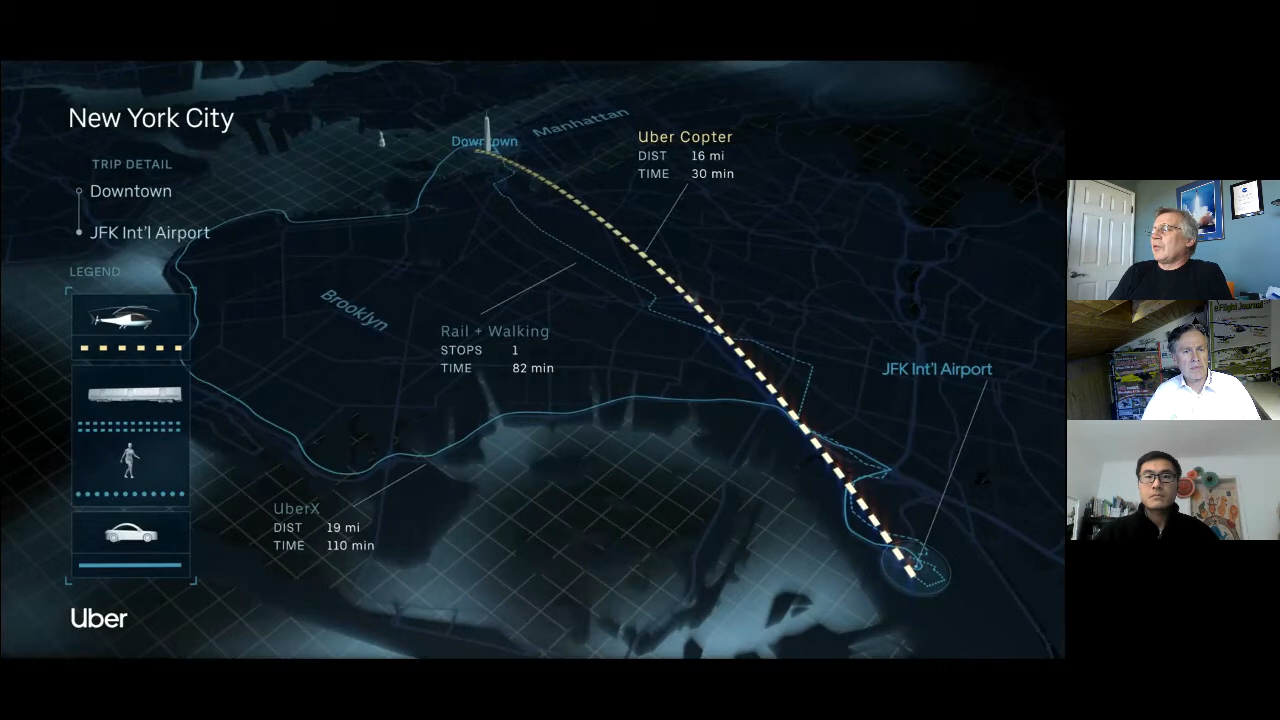 New York City
TRIP DETAIL
Downtown
JFK Int'l Airport
LEGEND
Uber
Downtown
Manhattan
Brooklyn
Uber Copter
DIST 16 mi
TIME 30 min
Rail + Walking
STOPS 1
TIME 82 min
JFK Int'l Airport
UberX
DIST 19 mi
TIME 110 min
eFlight Journal